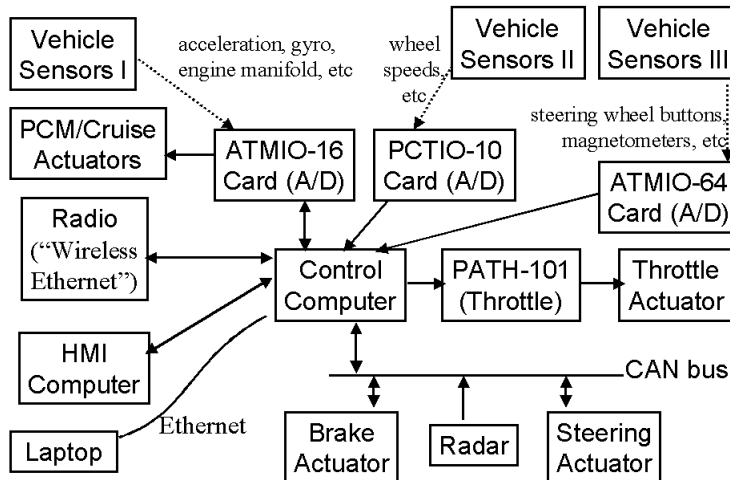 Vehicle
Sensors I
acceleration, gyro,
engine manifold, etc
wheel
speeds,
etc
Vehicle
Sensors II
Vehicle
Sensors III
steering wheel buttons,
magnetometers, etc
PCM/Cruise
Actuators
ATMIO-16
Card (A/D)
PCTIO-10
Card (A/D)
ATMIO-64
Card (A/D)
Radio
("Wireless
Ethernet")
Control
Computer
PATH-101
(Throttle)
Throttle
Actuator
HMI
Computer
CAN bus
Ethernet
Laptop
Brake
Actuator
Radar
Steering
Actuator